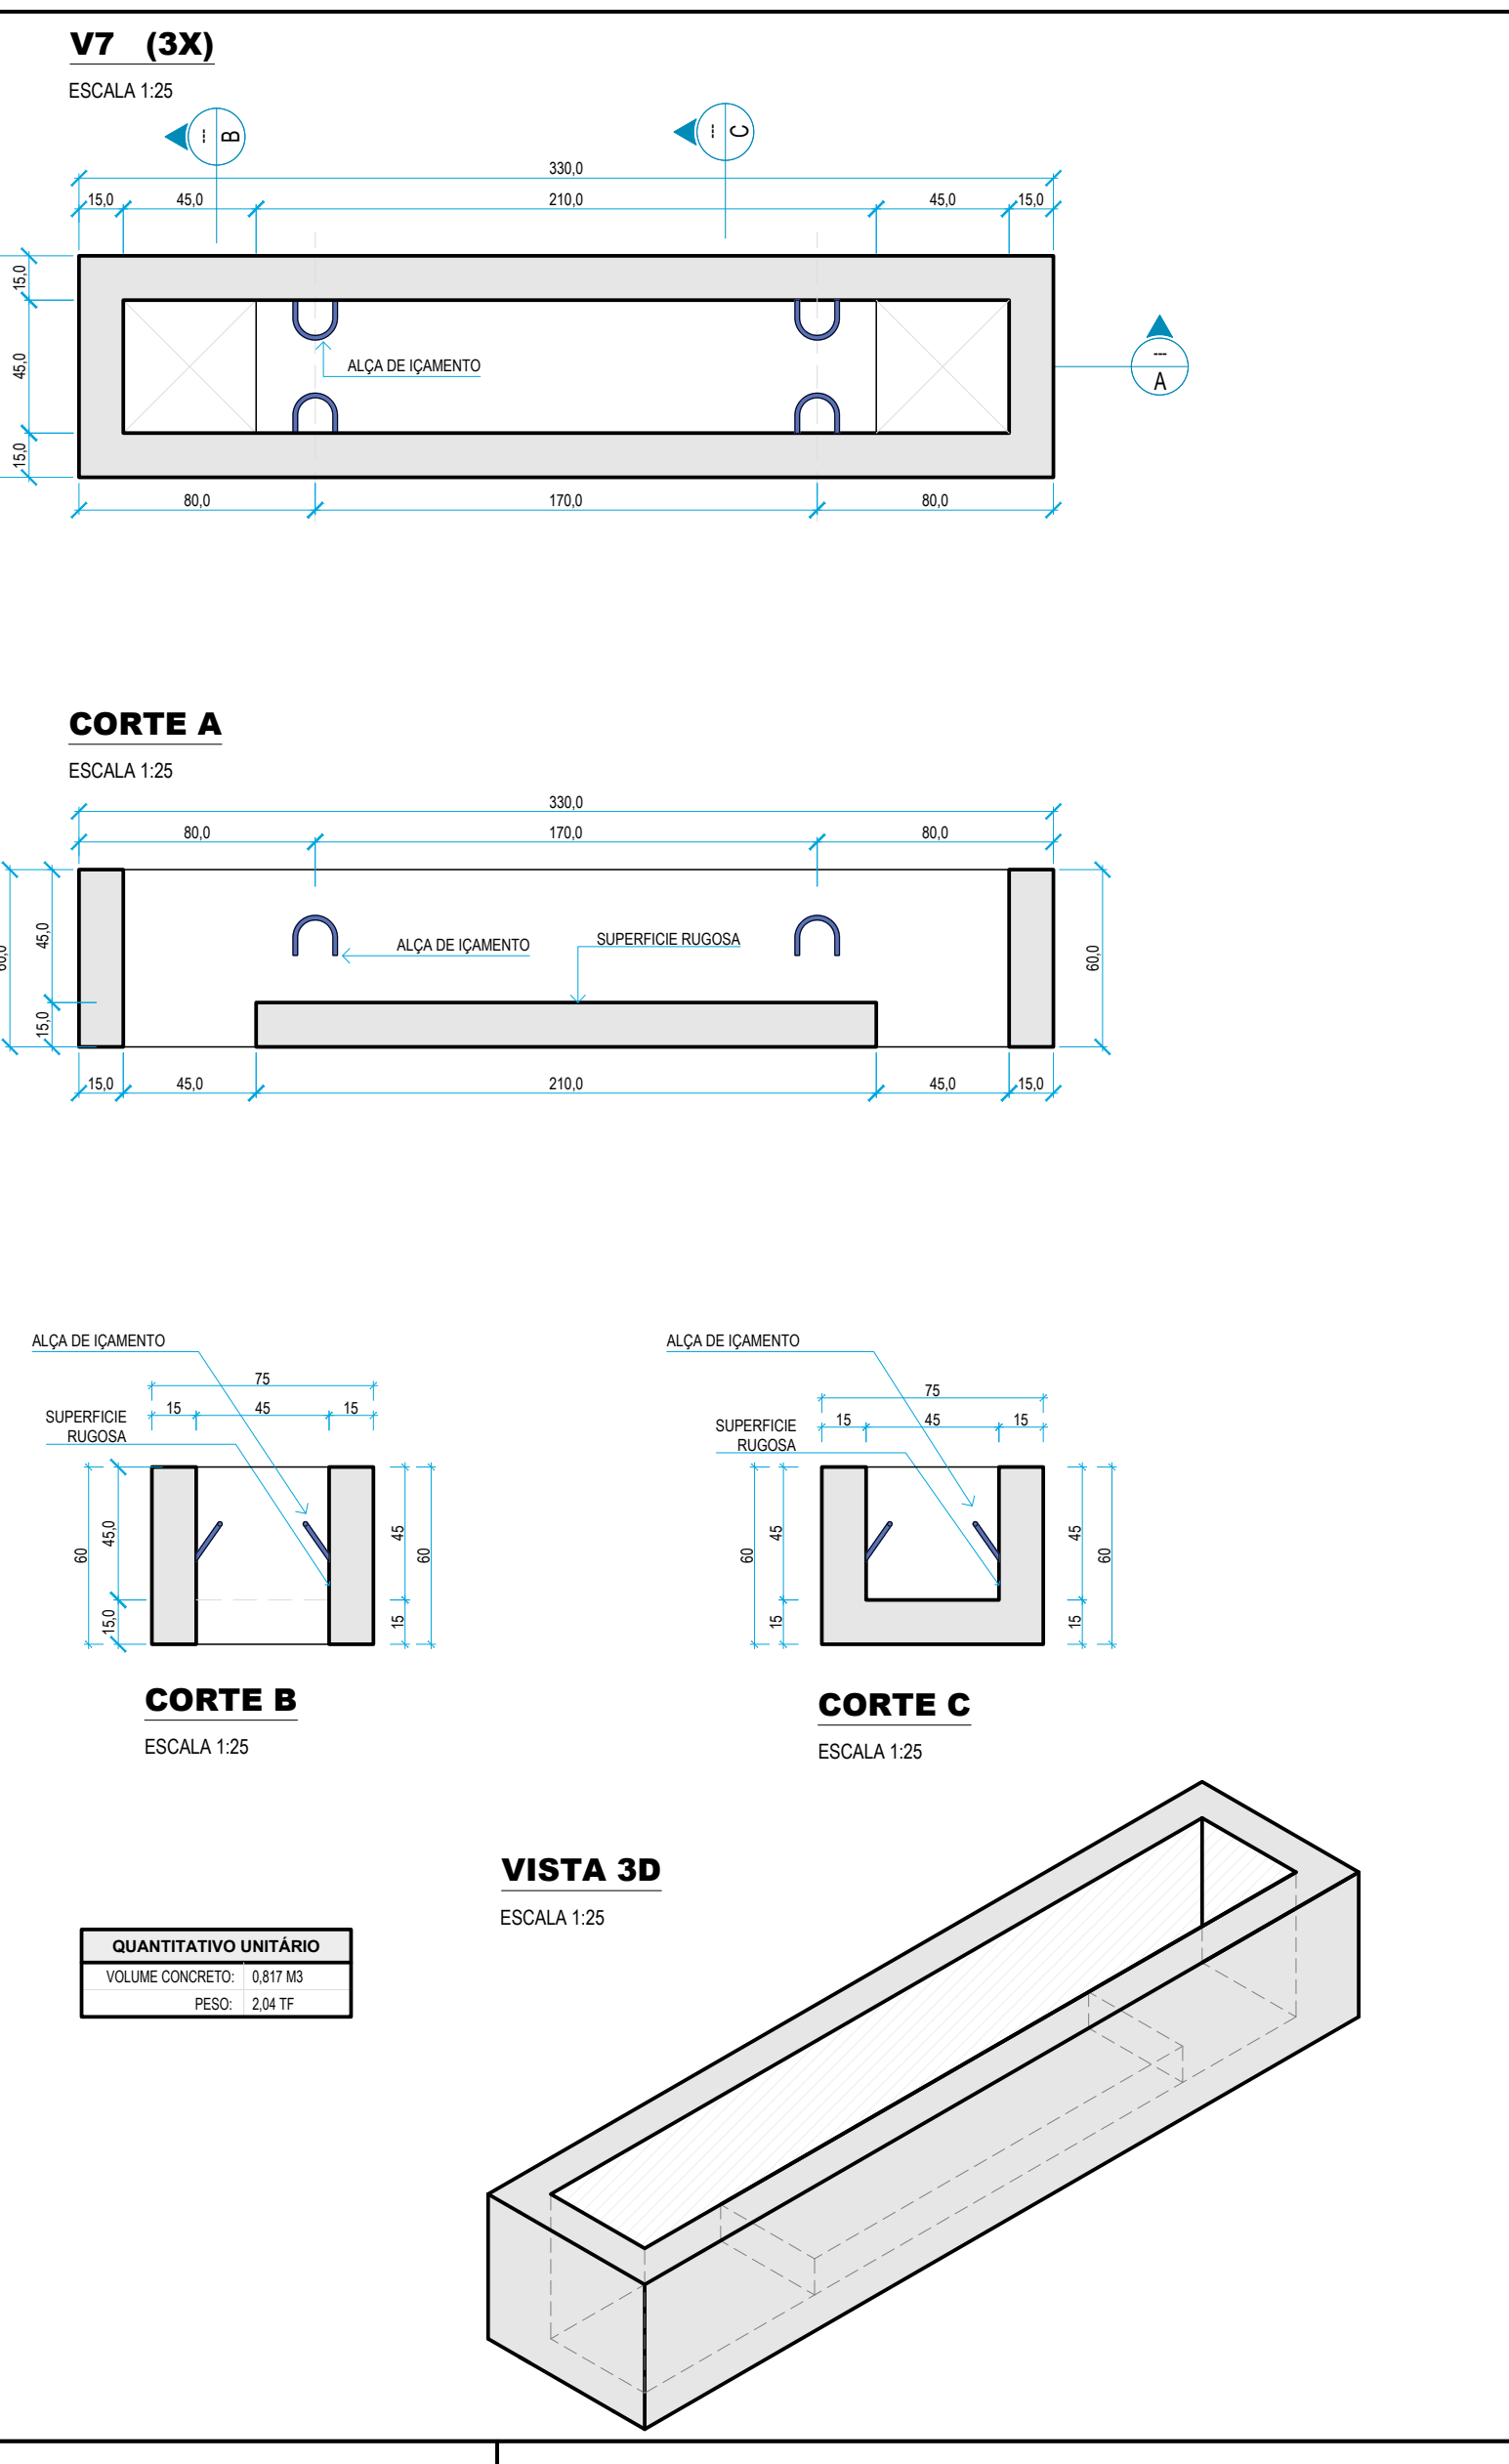 V7 (3X)
ESCALA 1:25
--- B
--- C
330,0
15,0 45,0 210,0 45,0 15,0
15,0
45,0
15,0
ALÇA DE IÇAMENTO
--- A
80,0 170,0 80,0
CORTE A
ESCALA 1:25
330,0
80,0 170,0 80,0
60,0
45,0
15,0
ALÇA DE IÇAMENTO
SUPERFICIE RUGOSA
60,0
15,0 45,0 210,0 45,0 15,0
ALÇA DE IÇAMENTO
75
15 45 15
SUPERFICIE
RUGOSA
60
45,0
15,0
45
15
60
CORTE B
ESCALA 1:25
ALÇA DE IÇAMENTO
75
15 45 15
SUPERFICIE
RUGOSA
60
45
15
45
15
60
CORTE C
ESCALA 1:25
VISTA 3D
ESCALA 1:25
QUANTITATIVO UNITÁRIO
VOLUME CONCRETO: 0,817 M3
PESO: 2,04 TF